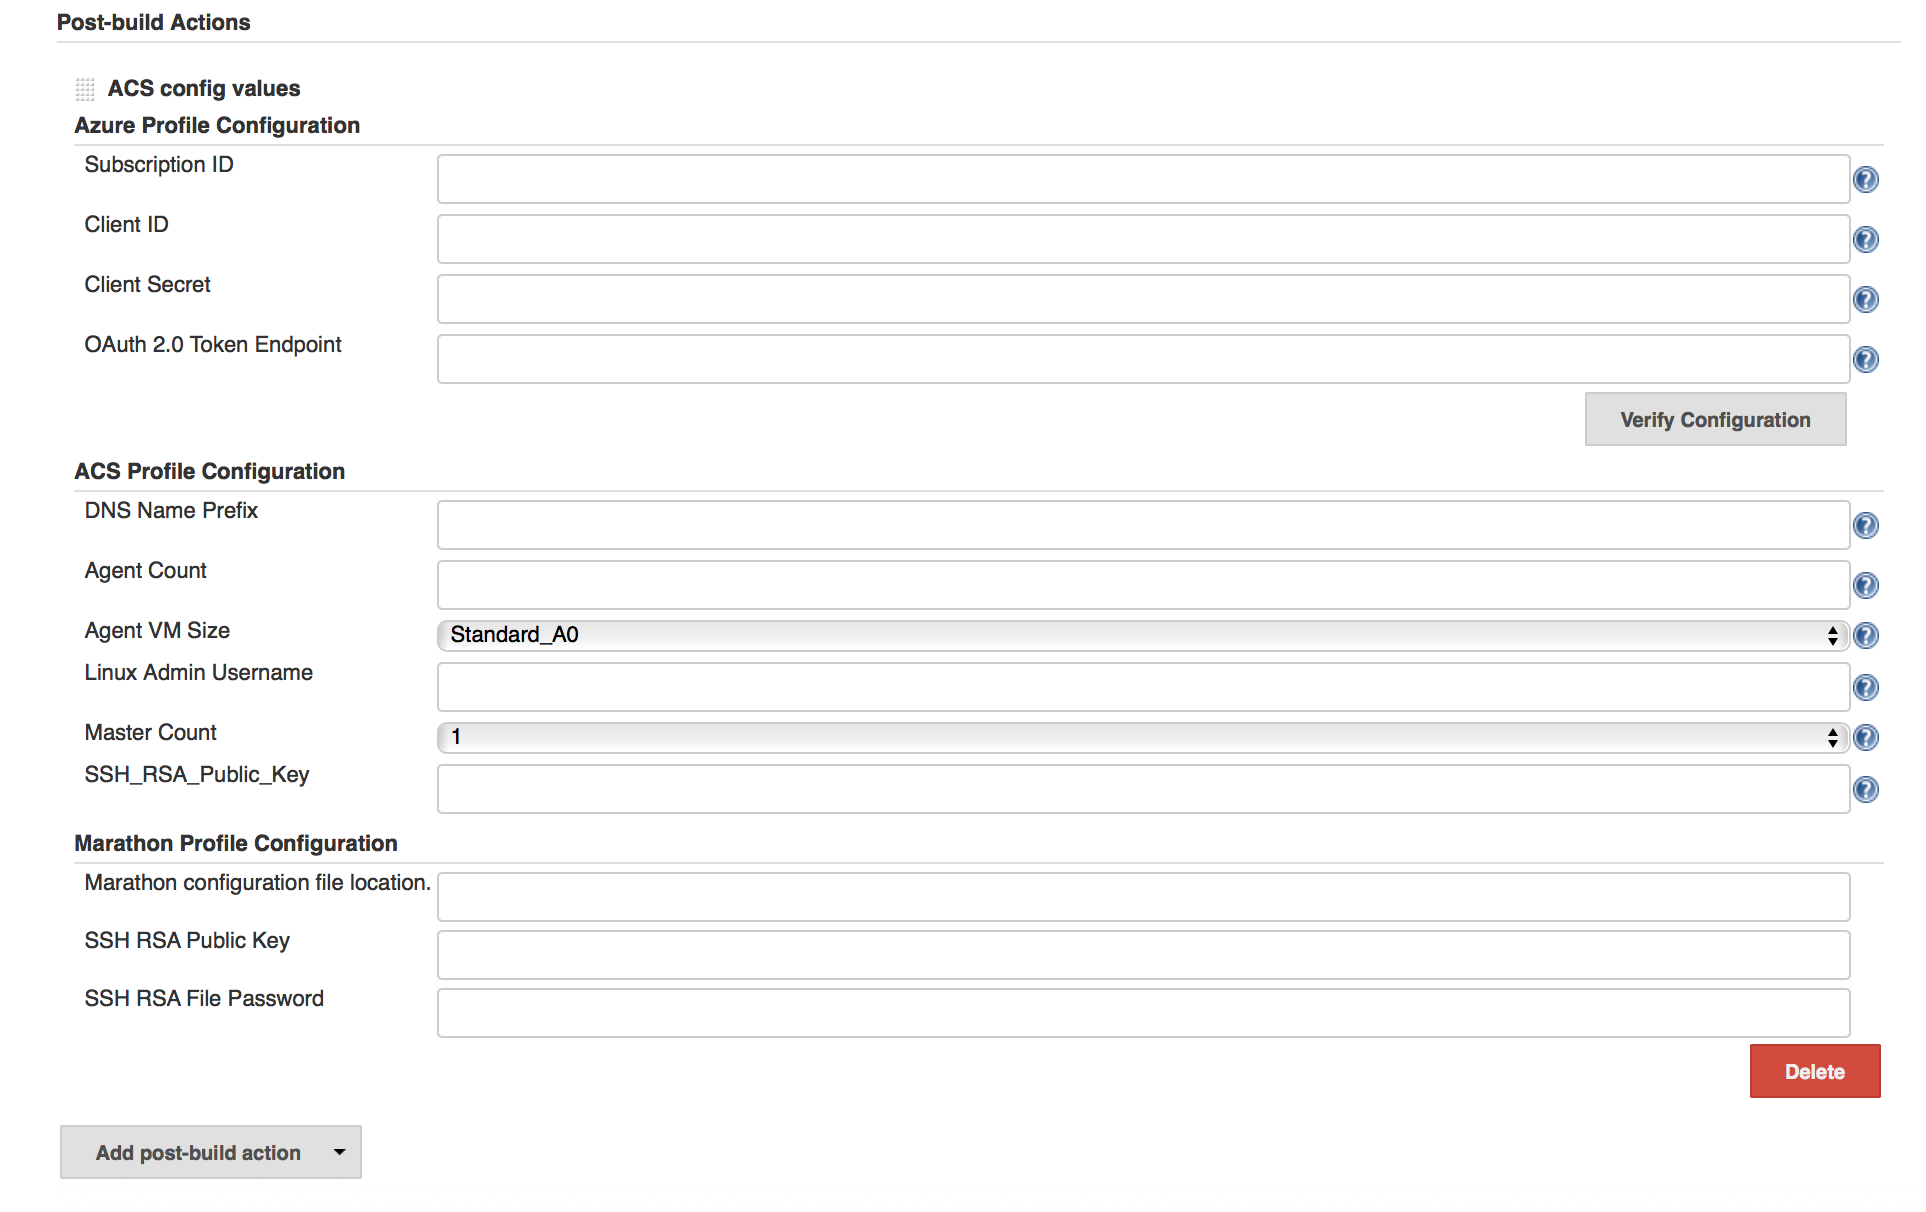 Post-build Actions
ACS config values
Azure Profile Configuration
Subscription ID
Client ID
Client Secret
OAuth 2.0 Token Endpoint
Verify Configuration
ACS Profile Configuration
DNS Name Prefix
Agent Count
Agent VM Size Standard_A0
Linux Admin Username
Master Count 1
SSH_RSA_Public_Key
Marathon Profile Configuration
Marathon configuration file location.
SSH RSA Public Key
SSH RSA File Password
Delete
Add post-build action